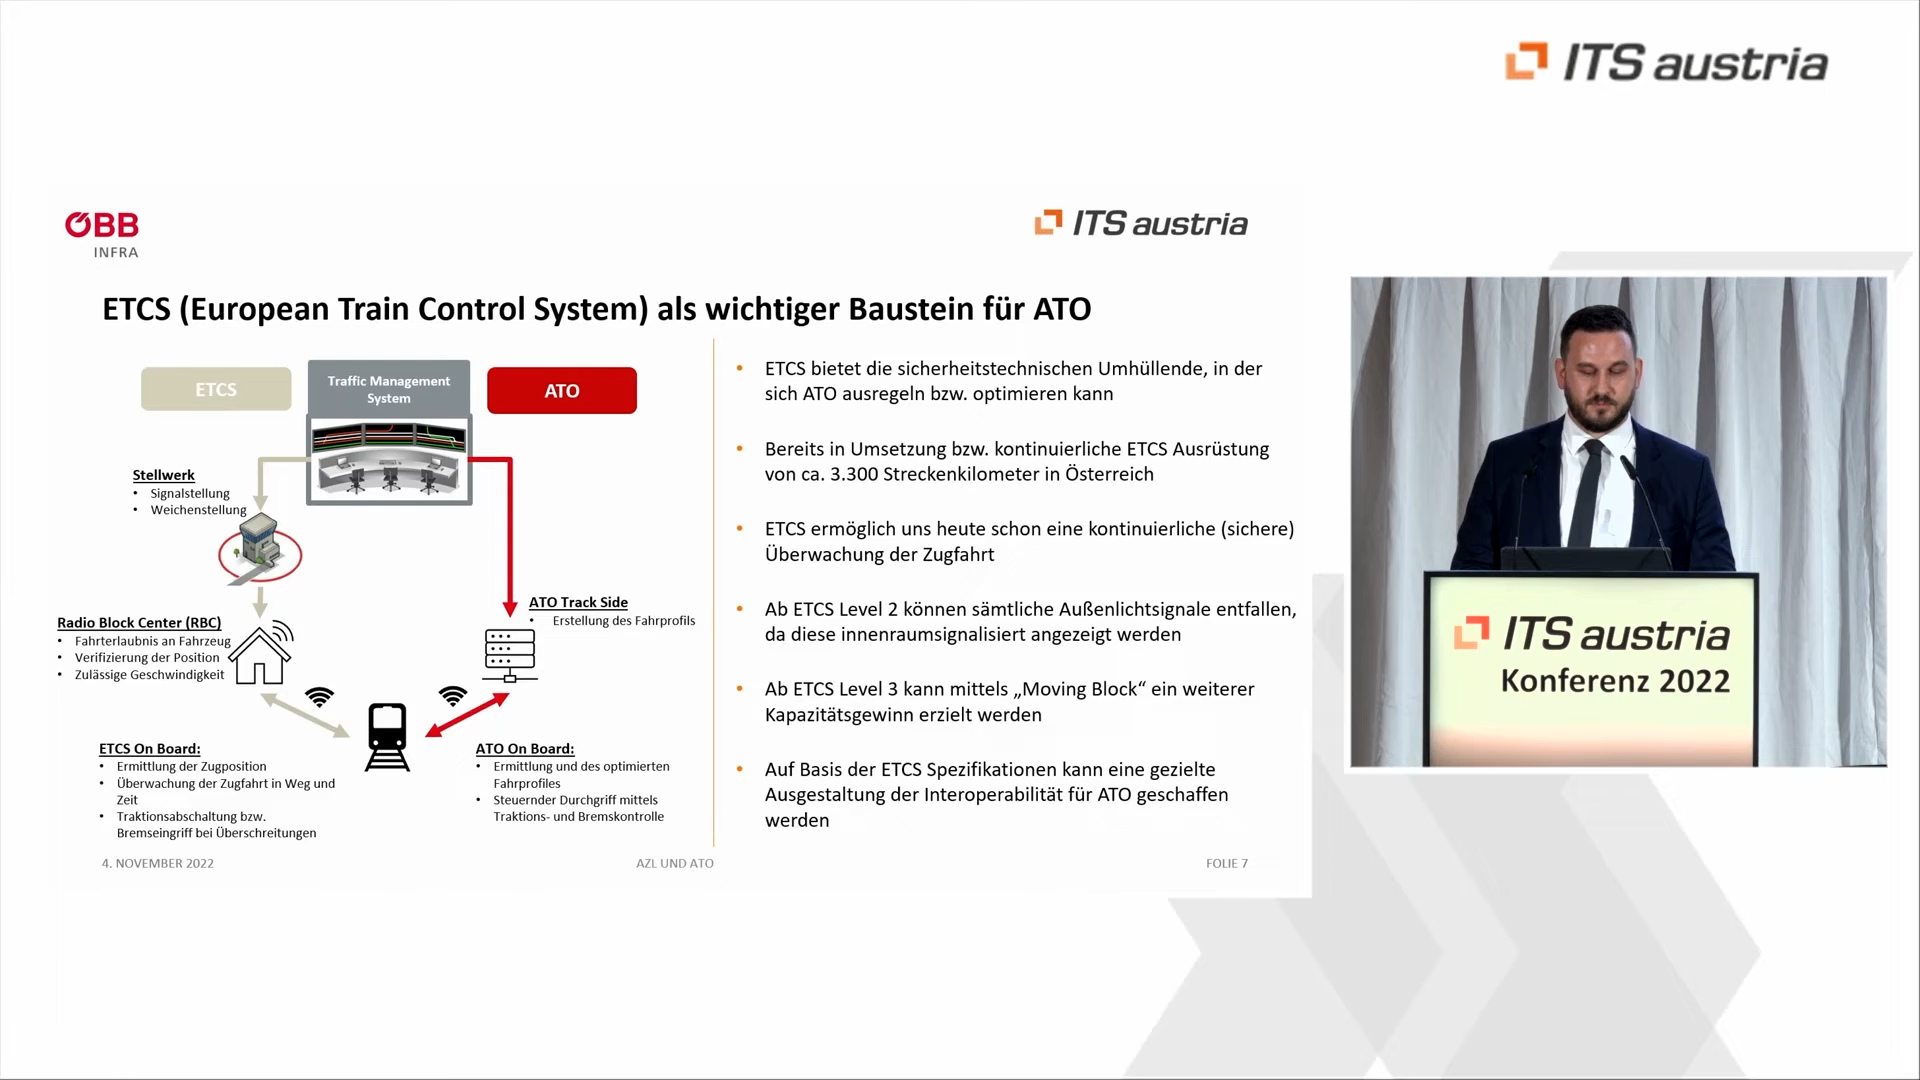 ITS austria
ÖBB
INFRA
ITS austria
ETCS (European Train Control System) als wichtiger Baustein für ATO
ETCS
Traffic Management
System
ATO
Stellwerk
• Signalstellung
• Weichenstellung
Radio Block Center (RBC)
• Fahrterlaubnis an Fahrzeug
• Verifizierung der Position
• Zulässige Geschwindigkeit
ATO Track Side
• Erstellung des Fahrprofils
ETCS On Board:
• Ermittlung der Zugposition
• Überwachung der Zugfahrt in Weg und
Zeit
• Traktionsabschaltung bzw.
Bremseingriff bei Überschreitungen
ATO On Board:
• Ermittlung und des optimierten
Fahrprofiles
• Steuernder Durchgriff mittels
Traktions- und Bremskontrolle
• ETCS bietet die sicherheitstechnischen Umhüllende, in der
sich ATO ausregeln bzw. optimieren kann
• Bereits in Umsetzung bzw. kontinuierliche ETCS Ausrüstung
von ca. 3.300 Streckenkilometer in Österreich
• ETCS ermöglich uns heute schon eine kontinuierliche (sichere)
Überwachung der Zugfahrt
• Ab ETCS Level 2 können sämtliche Außenlichtsignale entfallen,
da diese innenraumsignalisiert angezeigt werden
• Ab ETCS Level 3 kann mittels „Moving Block“ ein weiterer
Kapazitätsgewinn erzielt werden
• Auf Basis der ETCS Spezifikationen kann eine gezielte
Ausgestaltung der Interoperabilität für ATO geschaffen
werden
4. NOVEMBER 2022
AZL UND ATO
FOLIE 7
ITS austria
Konferenz 2022